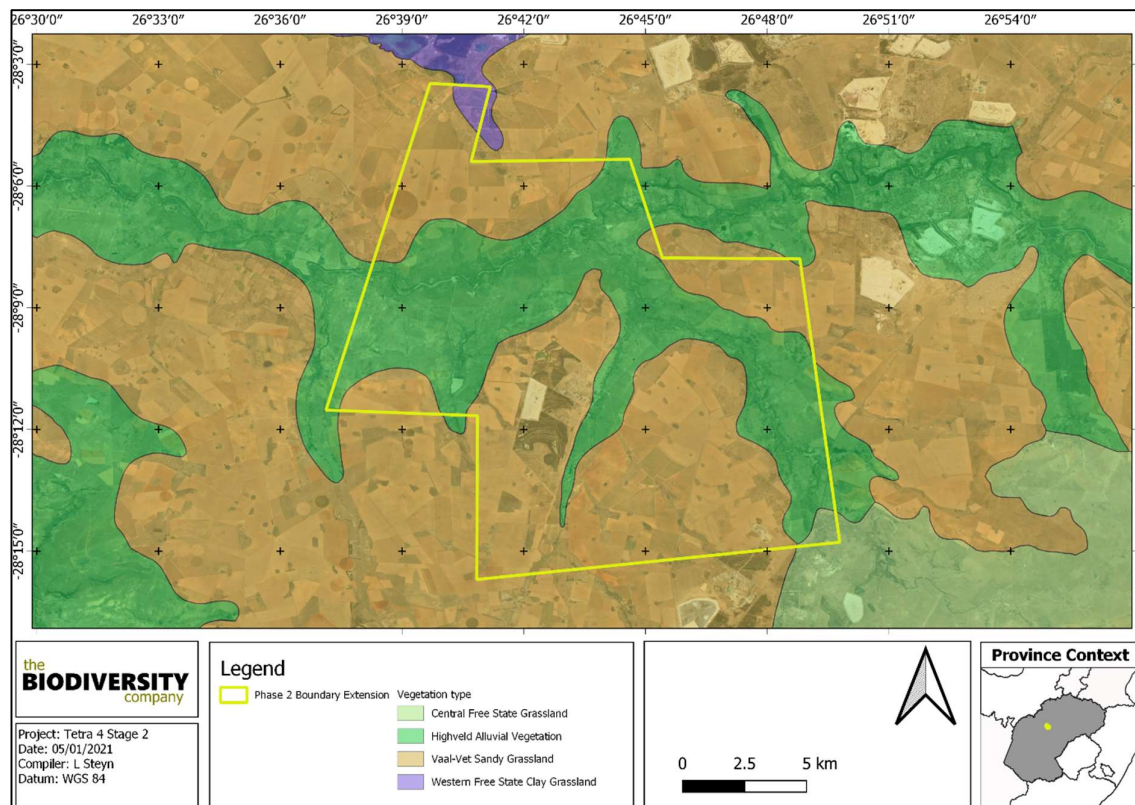 26°30'0" 26°33'0" 26°36'0" 26°39'0" 26°42'0" 26°45'0" 26°48'0" 26°51'0" 26°54'0"
-28°3'0"
-28°6'0"
-28°9'0"
-28°12'0"
-28°15'0"
the
BIODIVERSITY
company
Project: Tetra 4 Stage 2
Date: 05/01/2021
Compiler: L Steyn
Datum: WGS 84
Legend
Phase 2 Boundary Extension
Vegetation type
Central Free State Grassland
Highveld Alluvial Vegetation
Vaal-Vet Sandy Grassland
Western Free State Clay Grassland
0 2.5 5 km
Province Context